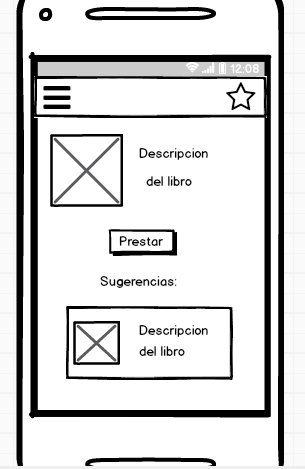 12:08
Descripcion
del libro
Prestar
Sugerencias:
Descripcion
del libro